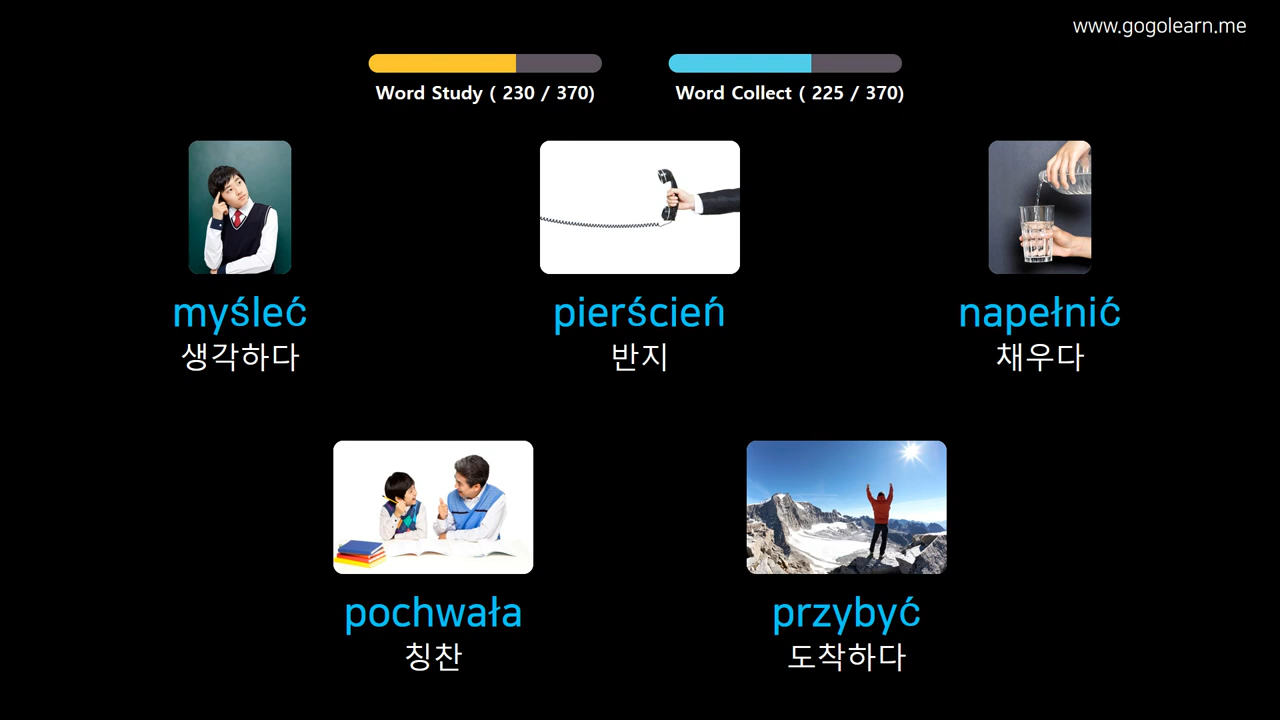 www.gogolearn.me
Word Study ( 230 / 370)
Word Collect ( 225 / 370)
myśleć
생각하다
pierścień
반지
napełnić
채우다
pochwała
칭찬
przybyć
도착하다